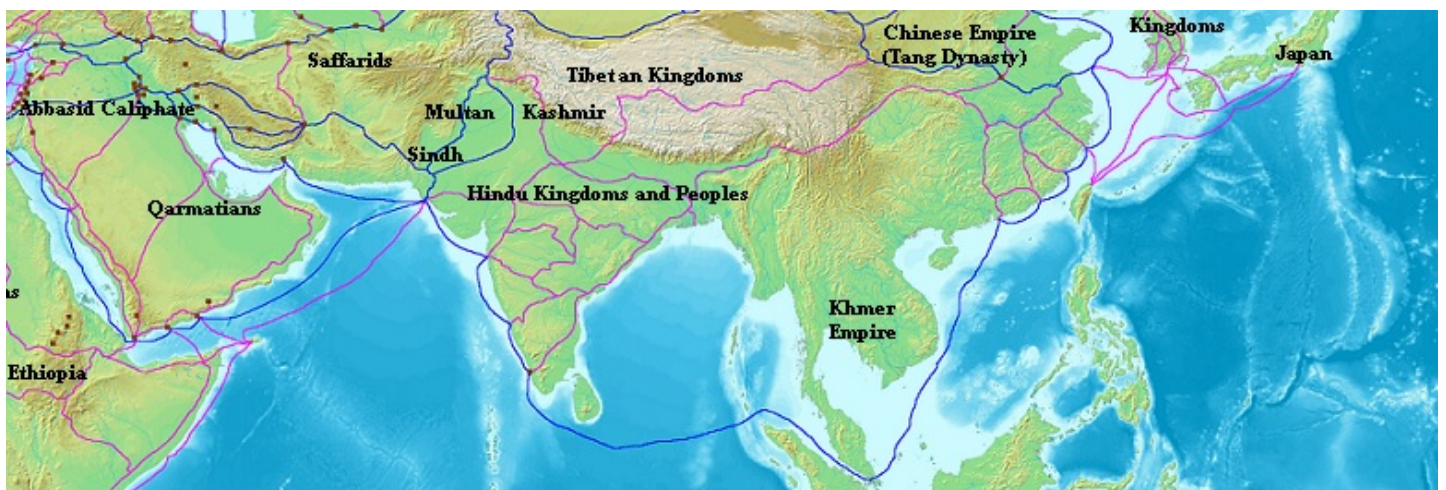 Kingdoms
Chinese Empire
(Tang Dynasty)
Japan
Saffarids
Tibetan Kingdoms
Abbasid Caliphate
Multan
Kashmir
Sindh
Hindu Kingdoms and Peoples
Qarmatians
Khmer
Empire
Ethiopia